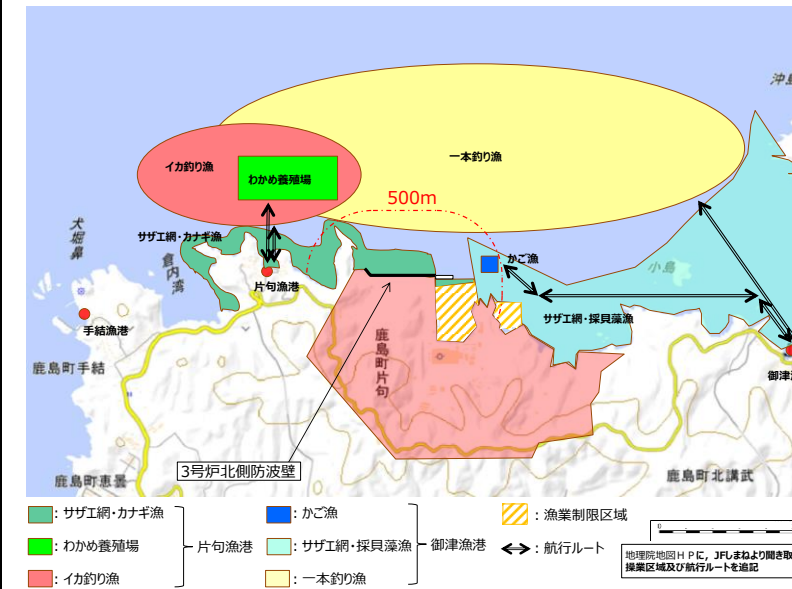 沖島
一本釣り漁
イカ釣り漁
わかめ養殖場
500m
犬堀鼻
サザエ網・カナギ漁
倉内湾
かご漁
小島
片句漁港
手結漁港
サザエ網・採貝藻漁
鹿島町片句
鹿島町手結
御津漁
3号炉北側防波壁
鹿島町恵曇
鹿島町北講武
: サザエ網・カナギ漁
: わかめ養殖場
: イカ釣り漁
片句漁港
: かご漁
: サザエ網・採貝藻漁
: 一本釣り漁
御津漁港
: 漁業制限区域
: 航行ルート
0
地理院地図ＨＰに，JFしまねより聞き取
操業区域及び航行ルートを追記